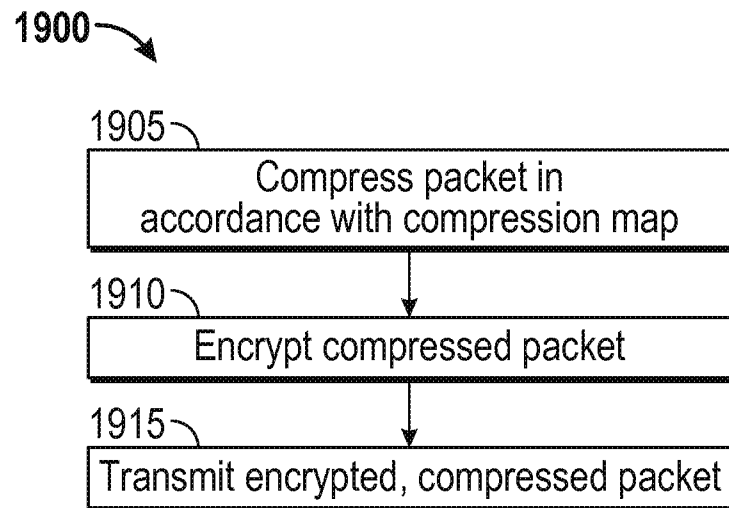 1900
1905
Compress packet in
accordance with compression map
1910
Encrypt compressed packet
1915
Transmit encrypted, compressed packet